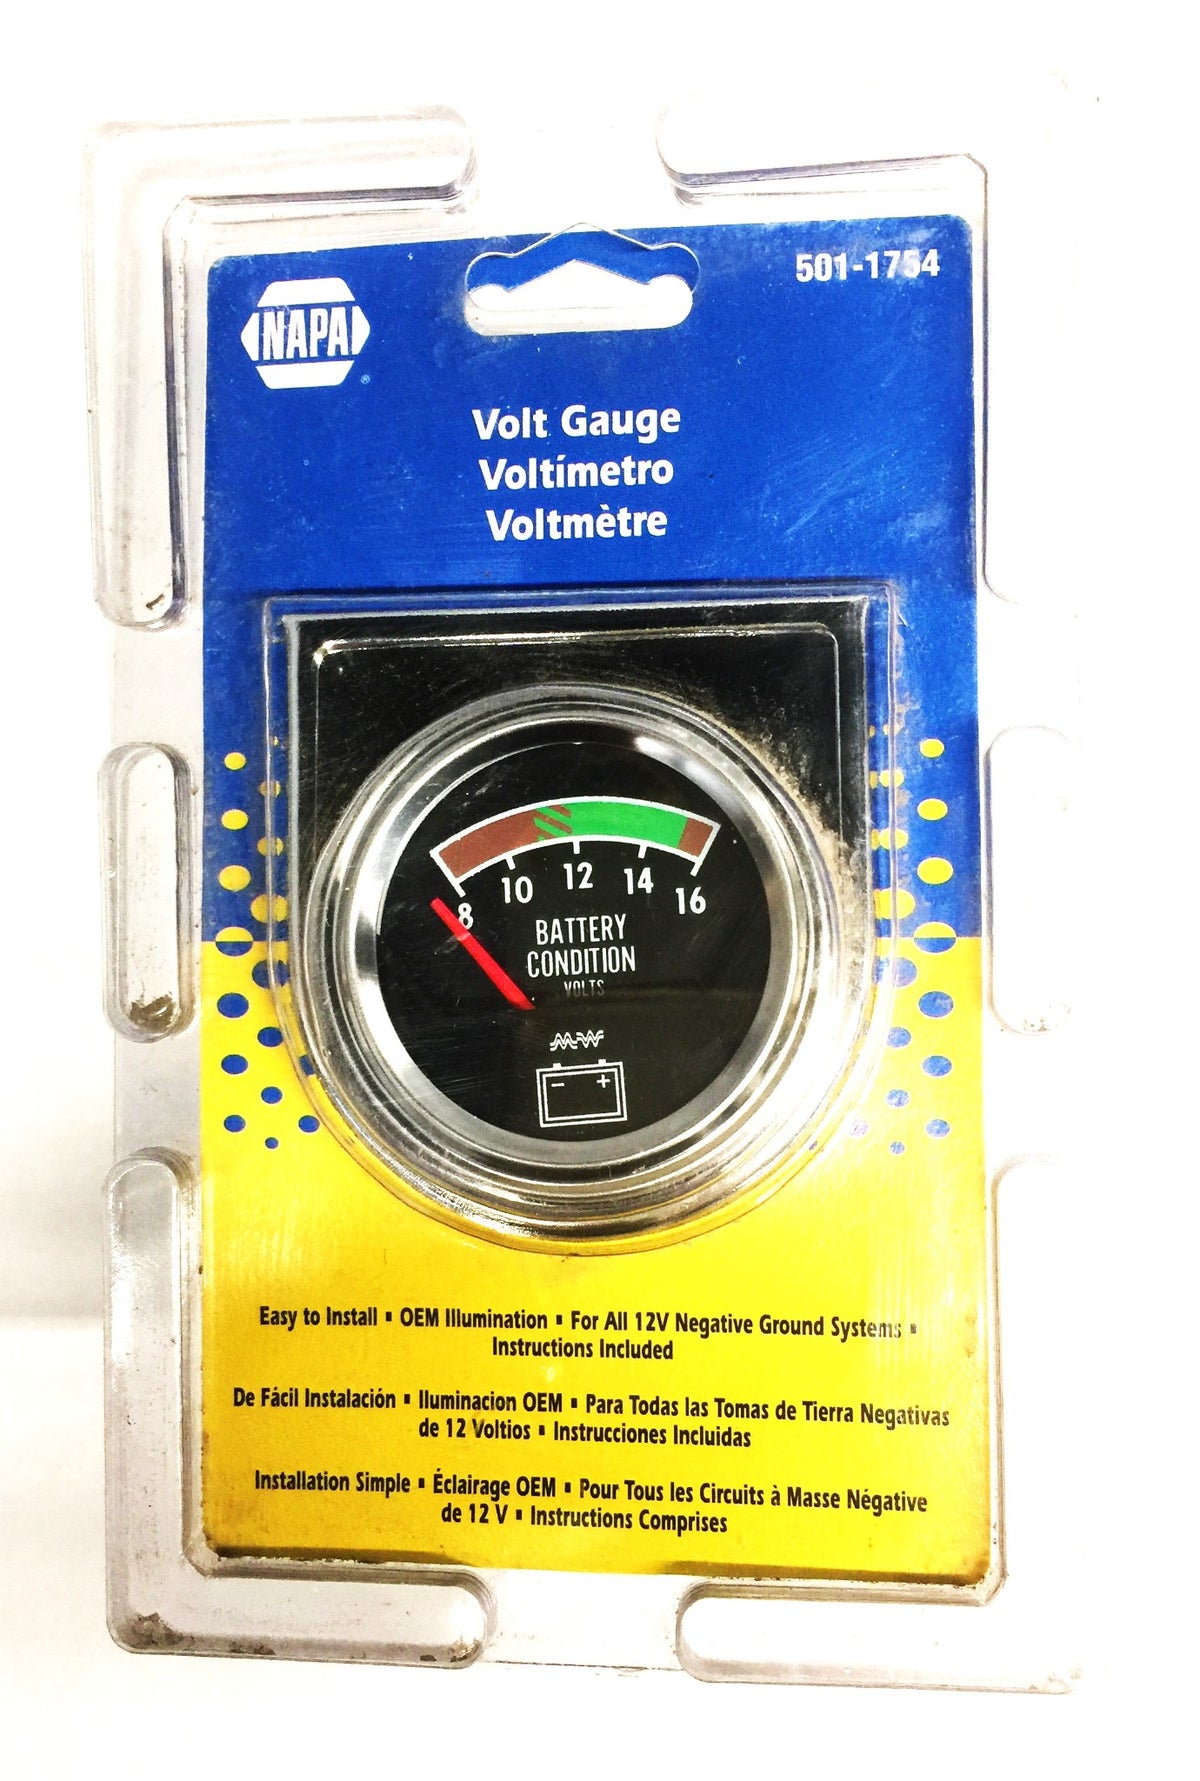 501-1754
NAPA
®
Volt Gauge
Voltímetro
Voltmètre
8 10 12 14 16
BATTERY
CONDITION
VOLTS
- +
Easy to Install ▪ OEM Illumination ▪ For All 12V Negative Ground Systems ▪
Instructions Included
De Fácil Instalación ▪ Iluminacion OEM ▪ Para Todas las Tomas de Tierra Negativas
de 12 Voltios ▪ Instrucciones Incluidas
Installation Simple ▪ Éclairage OEM ▪ Pour Tous les Circuits à Masse Négative
de 12 V ▪ Instructions Comprises